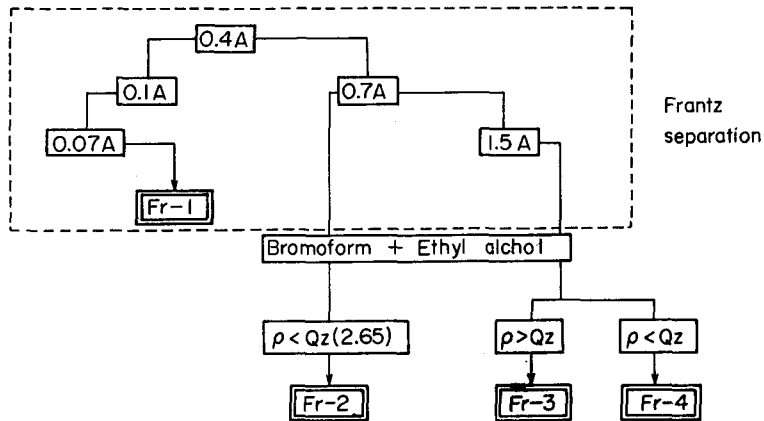 0.4A
0.1A
0.7A
Frantz
separation
0.07A
1.5A
Fr-1
Bromoform + Ethyl alchol
ρ<Qz(2.65)
ρ>Qz
ρ<Qz
Fr-2
Fr-3
Fr-4